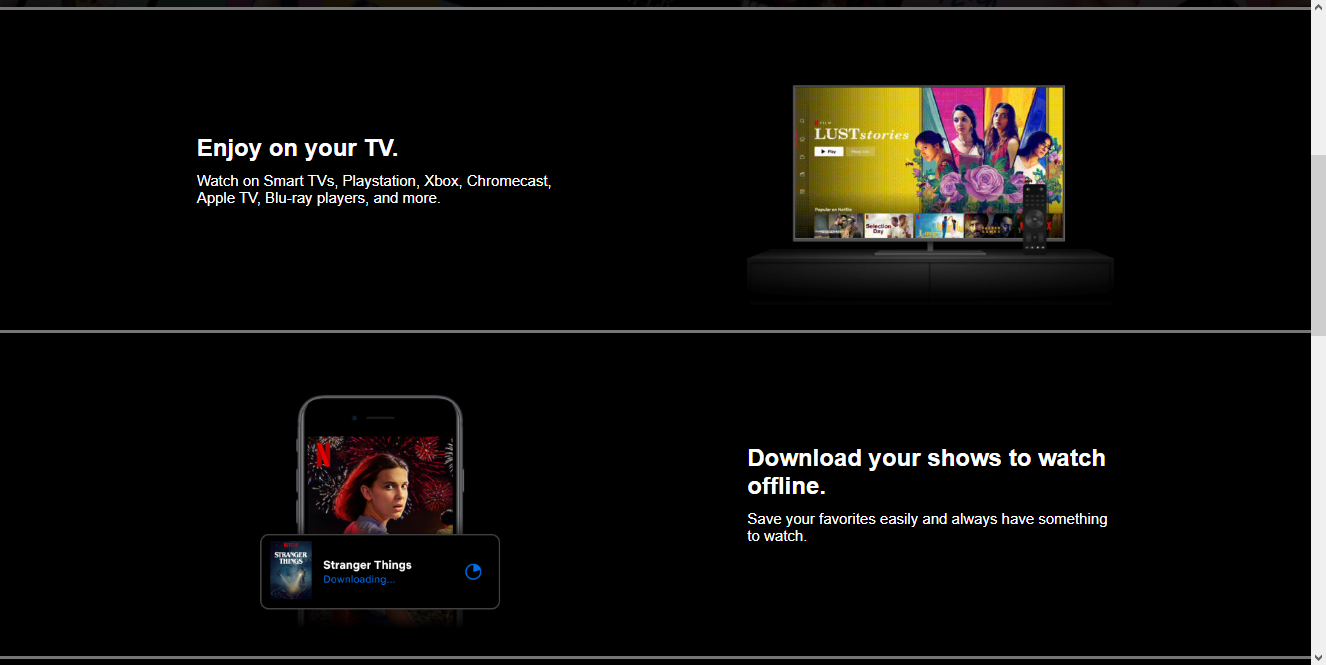 Enjoy on your TV.
Watch on Smart TVs, Playstation, Xbox, Chromecast,
Apple TV, Blu-ray players, and more.
LUST stories
Play
Popular on Netflix
Selection
Day
N
STRANGER
THINGS
Stranger Things
Downloading...
Download your shows to watch
offline.
Save your favorites easily and always have something
to watch.